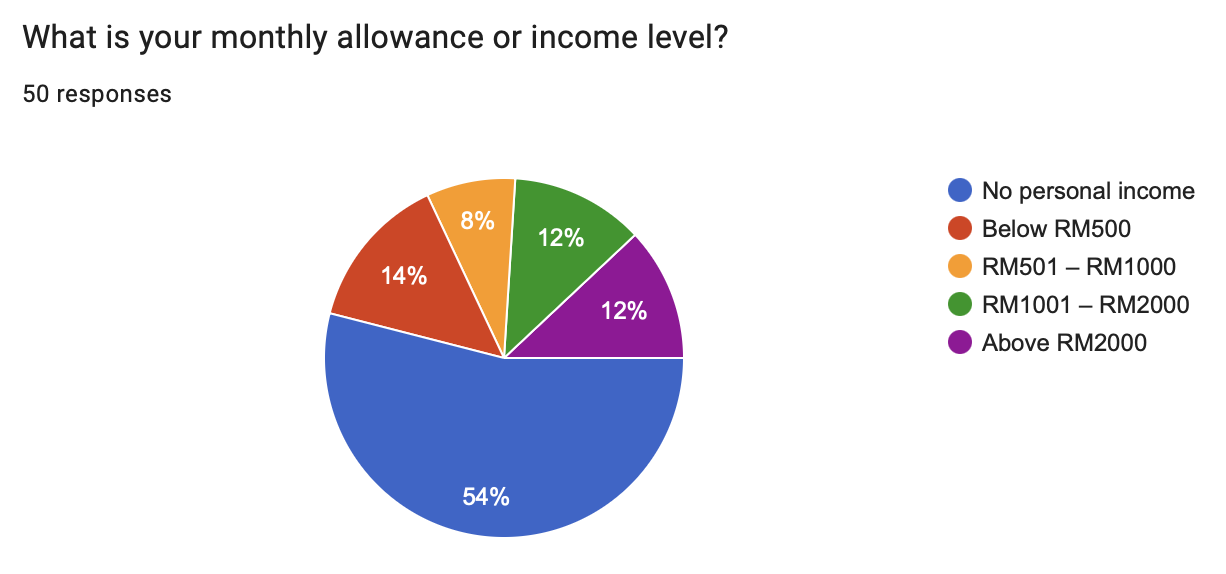 What is your monthly allowance or income level?
50 responses
8%
12%
14%
12%
54%
No personal income
Below RM500
RM501 – RM1000
RM1001 – RM2000
Above RM2000